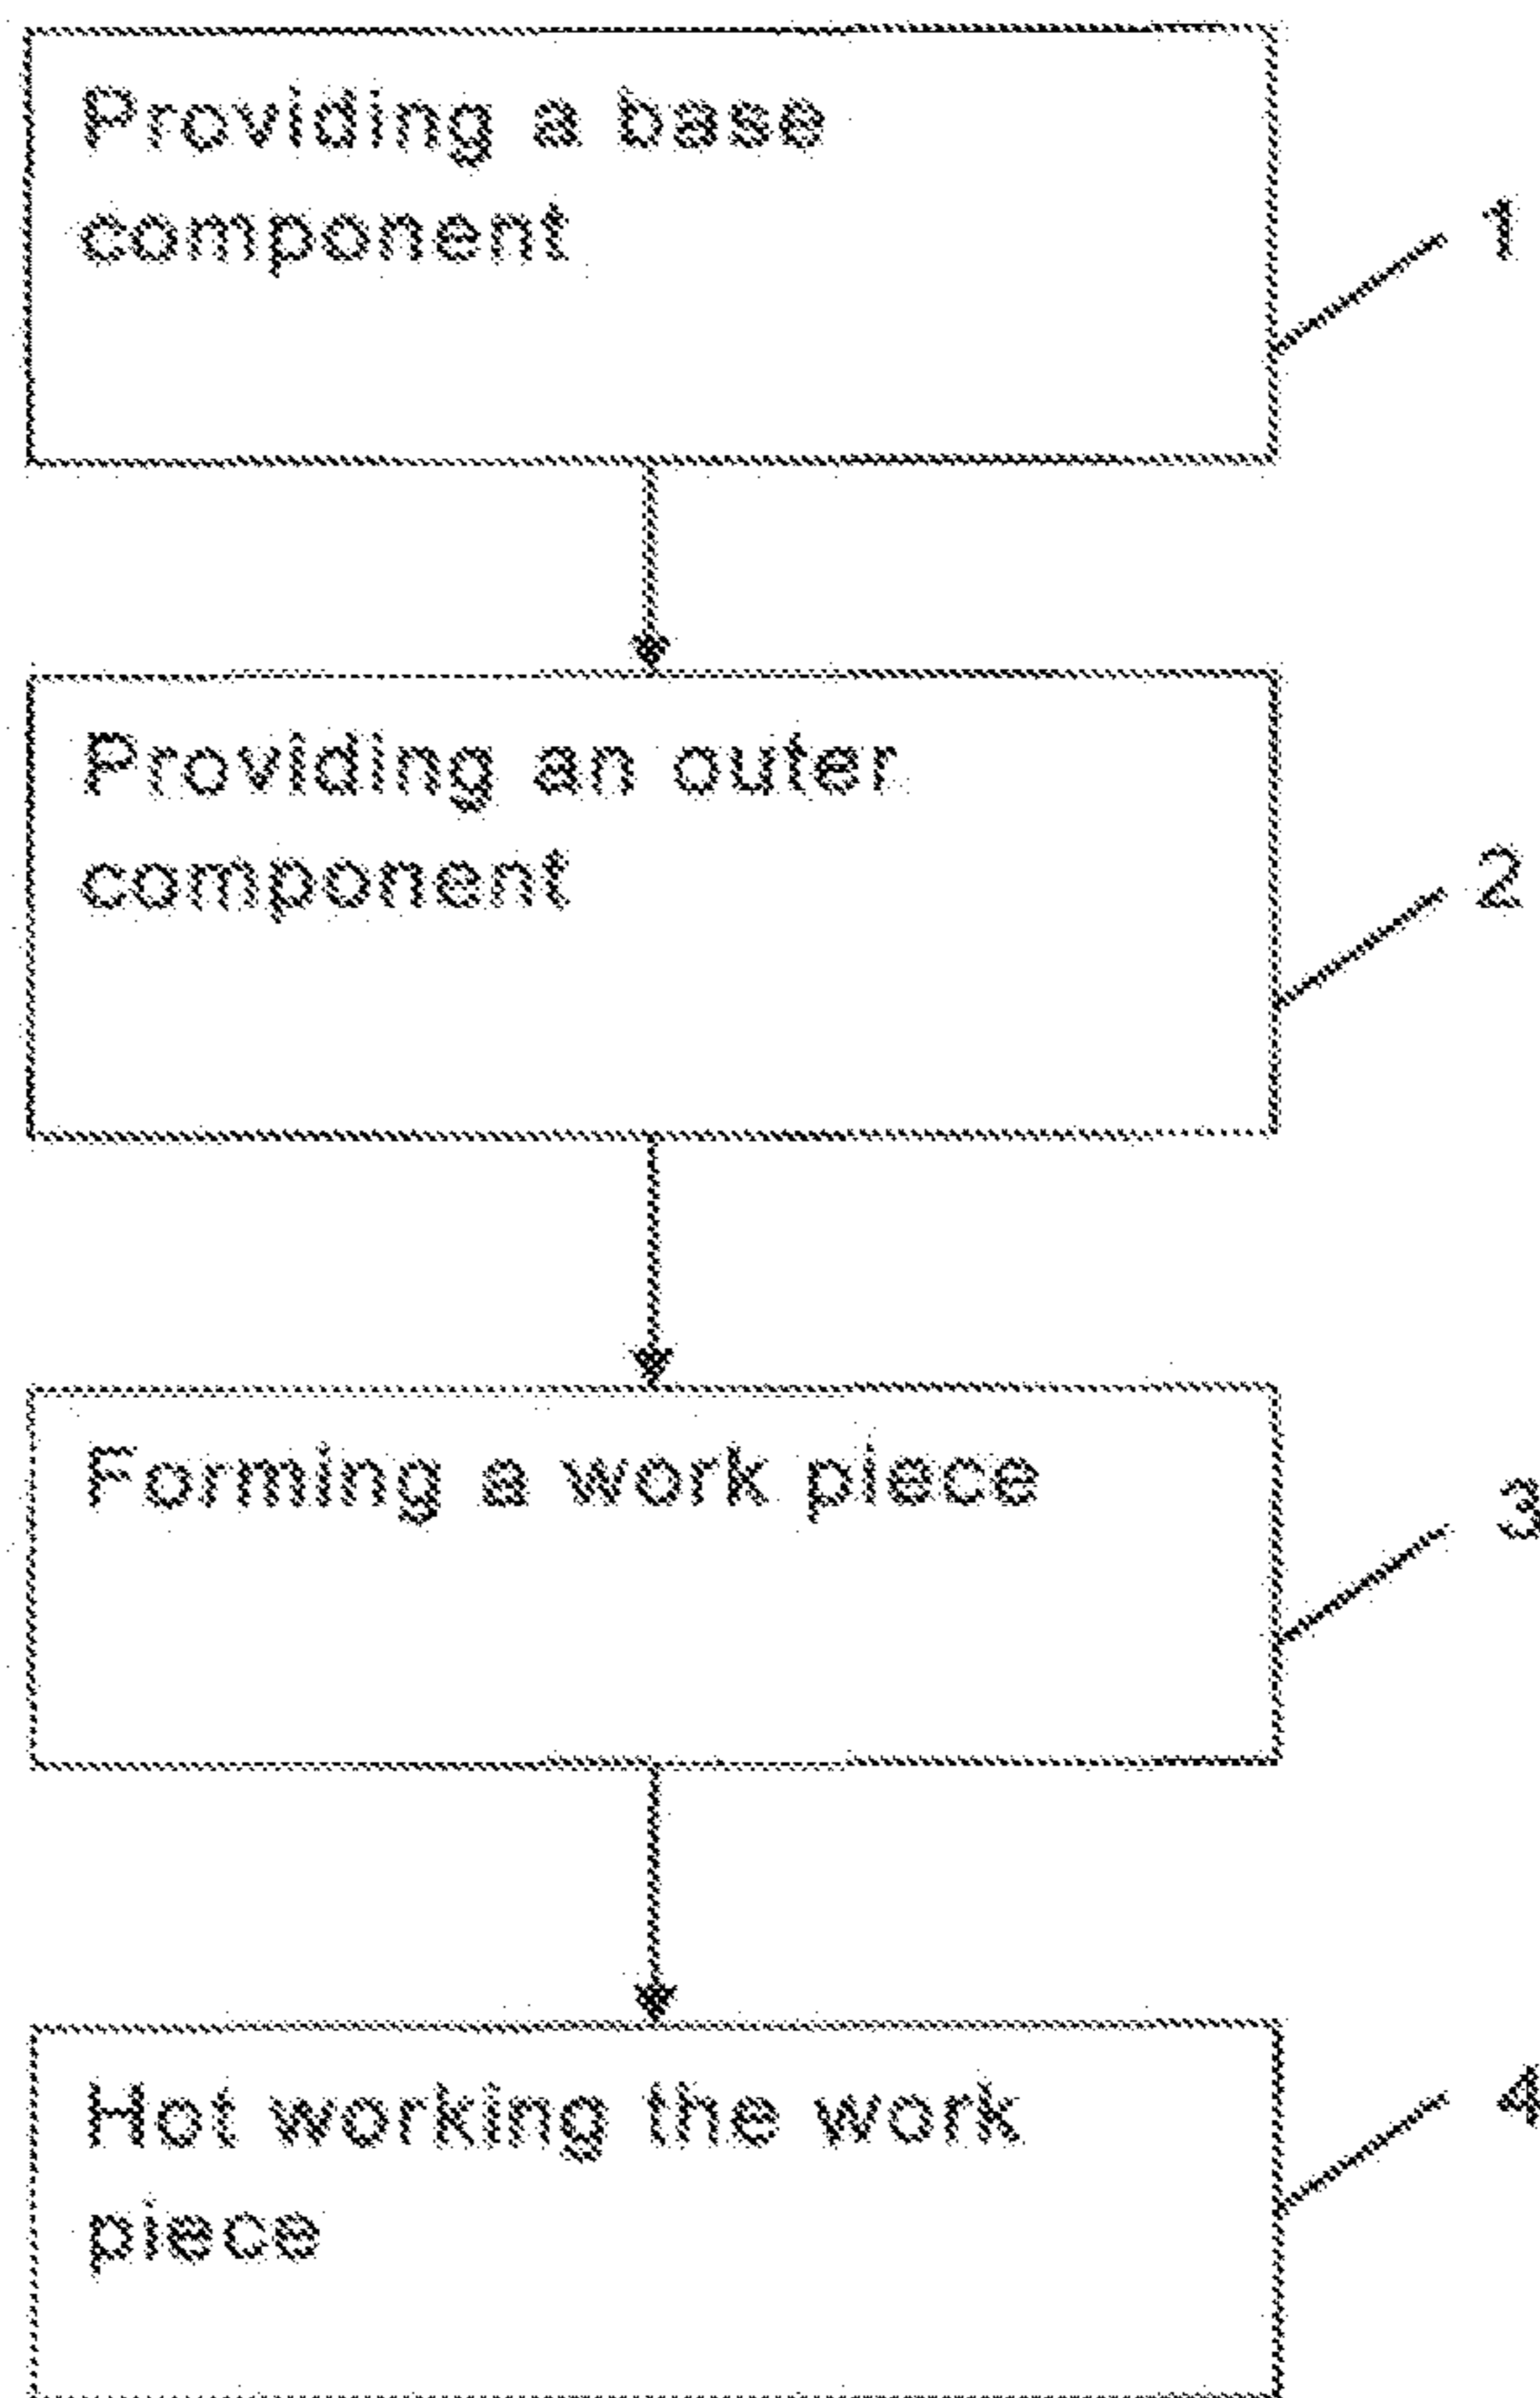 Providing a base
component
1
Providing an outer
component
2
Forming a work piece
3
Hot working the work
piece
4